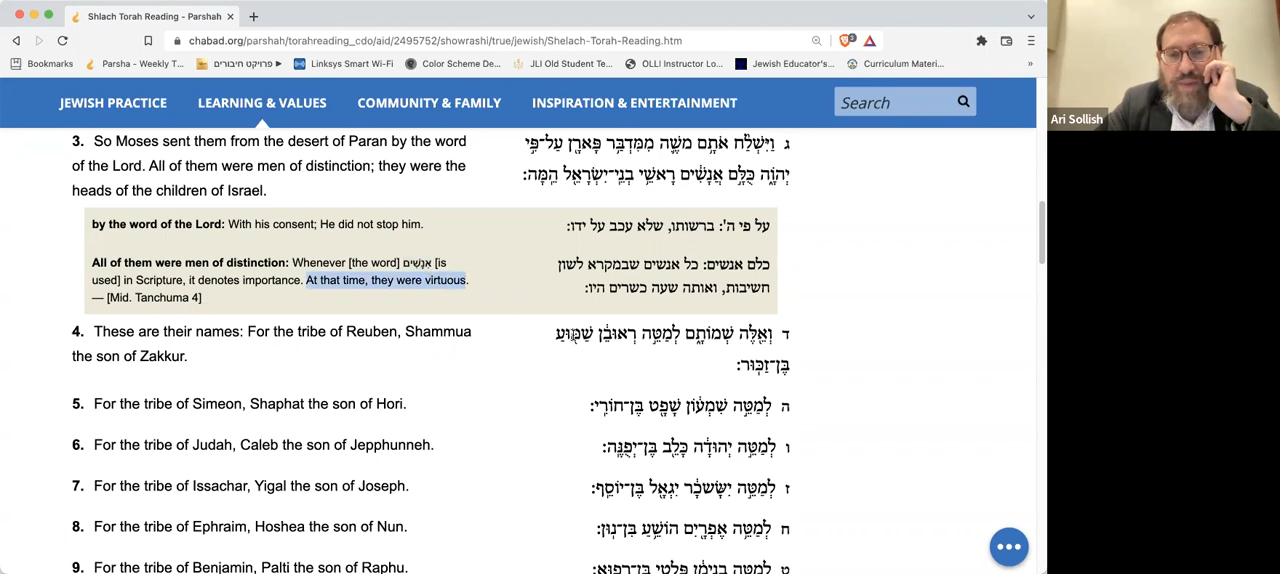 Shlach Torah Reading - Parshah
chabad.org/parshah/torahreading_cdo/aid/2495752/showrashi/true/jewish/Shelach-Torah-Reading.htm
Bookmarks Parsha - Weekly T... פרוייקט חיבורים Linksys Smart Wi-Fi Color Scheme De... JLI Old Student Te... OLLI Instructor Lo... Jewish Educator's... Curriculum Materi... »
JEWISH PRACTICE LEARNING & VALUES COMMUNITY & FAMILY INSPIRATION & ENTERTAINMENT Search
Ari Sollish
3. So Moses sent them from the desert of Paran by the word
of the Lord. All of them were men of distinction; they were the
heads of the children of Israel.
ג וַיִּשְׁלַ֨ח אֹתָ֥ם משֶׁ֛ה מִמִּדְבַּ֥ר פָּארָ֖ן עַל־פִּ֣י
יְהֹוָ֑ה כֻּלָּ֣ם אֲנָשִׁ֔ים רָאשֵׁ֥י בְנֵי־יִשְׂרָאֵ֖ל הֵֽמָּה:
by the word of the Lord: With his consent; He did not stop him.
על פי ה': ברשותו, שלא עכב על ידו:
All of them were men of distinction: Whenever [the word] אֲנָשִׁים [is
used] in Scripture, it denotes importance. At that time, they were virtuous.
— [Mid. Tanchuma 4]
כלם אנשים: כל אנשים שבמקרא לשון
חשיבות, ואותה שעה כשרים היו:
4. These are their names: For the tribe of Reuben, Shammua
the son of Zakkur.
ד וְאֵ֖לֶּה שְׁמוֹתָ֑ם לְמַטֵּ֣ה רְאוּבֵ֔ן שַׁמּ֖וּעַ
בֶּן־זַכּֽוּר:
5. For the tribe of Simeon, Shaphat the son of Hori.
ה לְמַטֵּ֣ה שִׁמְע֔וֹן שָׁפָ֖ט בֶּן־חוֹרִֽי:
6. For the tribe of Judah, Caleb the son of Jepphunneh.
ו לְמַטֵּ֣ה יְהוּדָ֔ה כָּלֵ֖ב בֶּן־יְפֻנֶּֽה:
7. For the tribe of Issachar, Yigal the son of Joseph.
ז לְמַטֵּ֣ה יִשָּׂשכָ֔ר יִגְאָ֖ל בֶּן־יוֹסֵֽף:
8. For the tribe of Ephraim, Hoshea the son of Nun.
ח לְמַטֵּ֥ה אֶפְרָ֖יִם הוֹשֵׁ֥עַ בִּן־נֽוּן:
9. For the tribe of Benjamin, Palti the son of Raphu.
ט לְמַטֵּ֣ה בִנְיָמִ֔ן פַּלְטִ֖י בֶּן־רָפֽוּא: